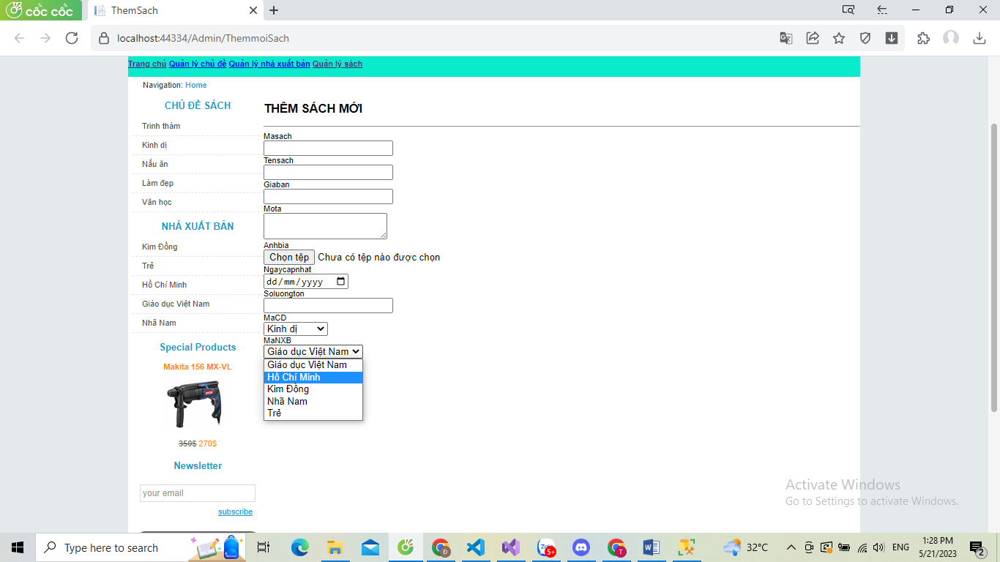 cốc cốc
ThemSach
localhost:44334/Admin/ThemmoiSach
Trang chủ Quản lý chủ đề Quản lý nhà xuất bản Quản lý sách
Navigation: Home
CHỦ ĐỀ SÁCH
Trinh thám
Kinh dị
Nấu ăn
Làm đẹp
Văn học
NHÀ XUẤT BẢN
Kim Đồng
Trẻ
Hồ Chí Minh
Giáo dục Việt Nam
Nhã Nam
Special Products
Makita 156 MX-VL
350$ 270$
Newsletter
your email
subscribe
THÊM SÁCH MỚI
Masach
Tensach
Giaban
Mota
Anhbia
Chọn tệp Chưa có tệp nào được chọn
Ngaycapnhat
dd/mm/yyyy
Soluongton
MaCD
Kinh dị
MaNXB
Giáo dục Việt Nam
Giáo dục Việt Nam
Hồ Chí Minh
Kim Đồng
Nhã Nam
Trẻ
Activate Windows
Go to Settings to activate Windows.
Type here to search
Đ
5+
T
32°C
ENG
1:28 PM
5/21/2023
2